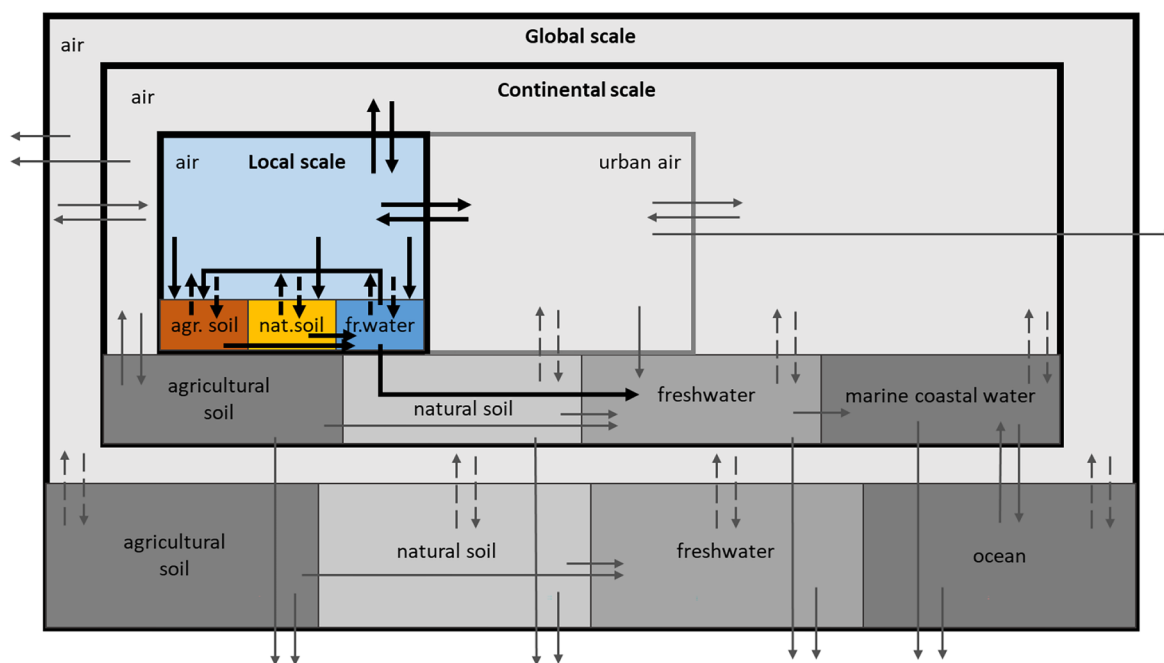 Global scale
air
Continental scale
air
air
Local scale
urban air
agr. soil
nat.soil
fr.water
agricultural
soil
natural soil
freshwater
marine coastal water
agricultural
soil
natural soil
freshwater
ocean